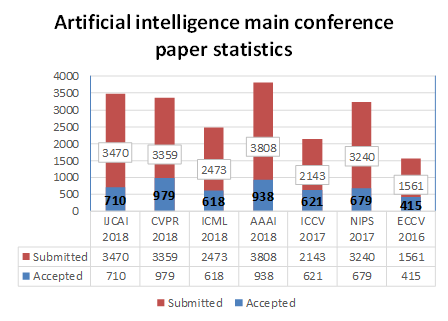 Artificail intelligence main conference
paper statistics
4000
3500
3000
2500
2000
1500
1000
500
0
3470 3359 2473 3808 2143 3240 1561
710 979 618 938 621 679 415
IJCAI CVPR ICML AAAI ICCV NIPS ECCV
2018 2018 2018 2018 2017 2017 2016
Submitted 3470 3359 2473 3808 2143 3240 1561
Accepted 710 979 618 938 621 679 415
Submitted Accepted